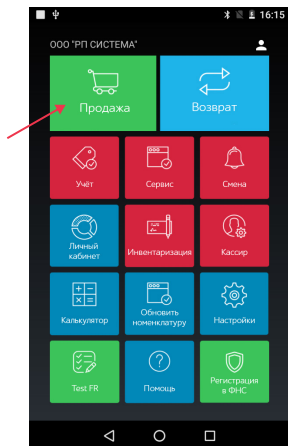 16:15
ООО "РП СИСТЕМА"
Продажа
Возврат
Учёт
Сервис
Смена
Личный
кабинет
Инвентаризация
Кассир
Калькулятор
Обновить
номенклатуру
Настройки
Test FR
Помощь
Регистрация
в ФНС